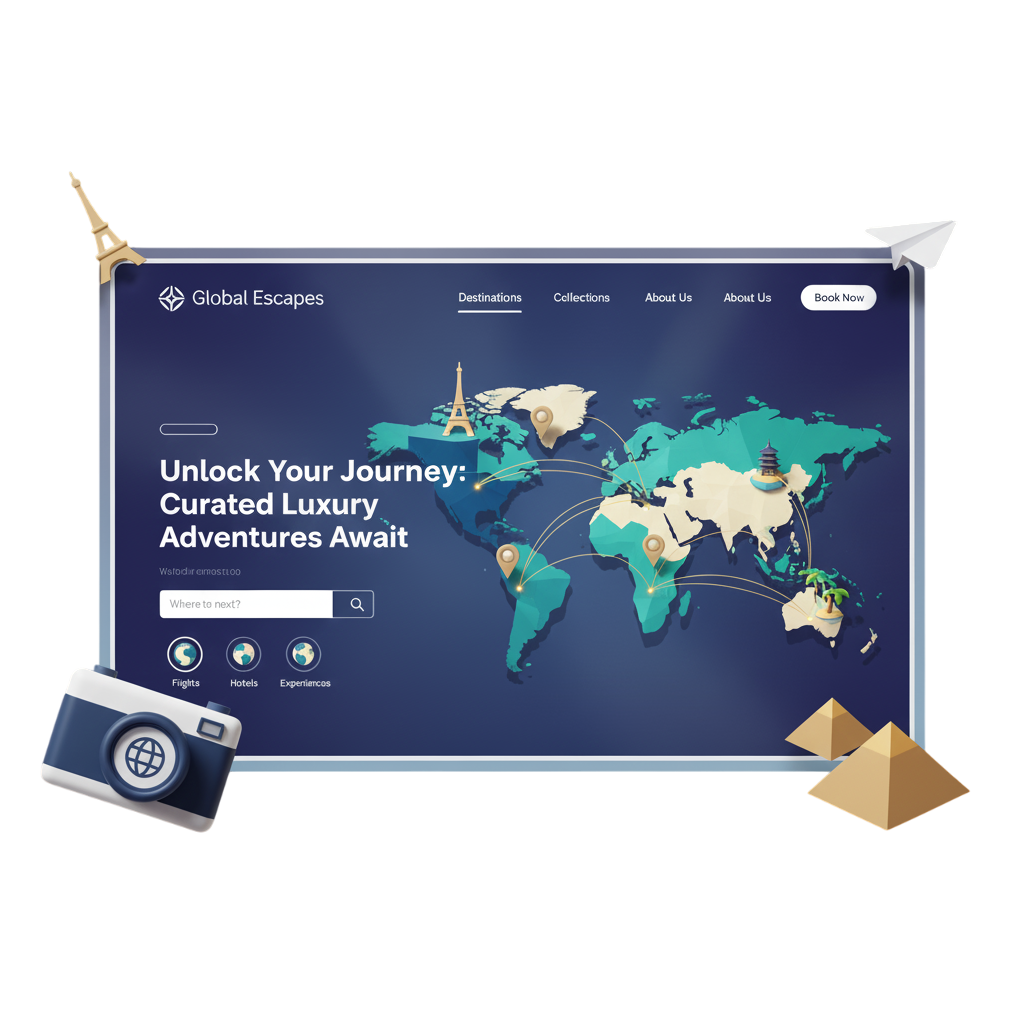 Global Escapes
Destinations
Collections
About Us
About Us
Book Now
Unlock Your Journey:
Curated Luxury
Adventures Await
Where to next?
Flights
Hotels